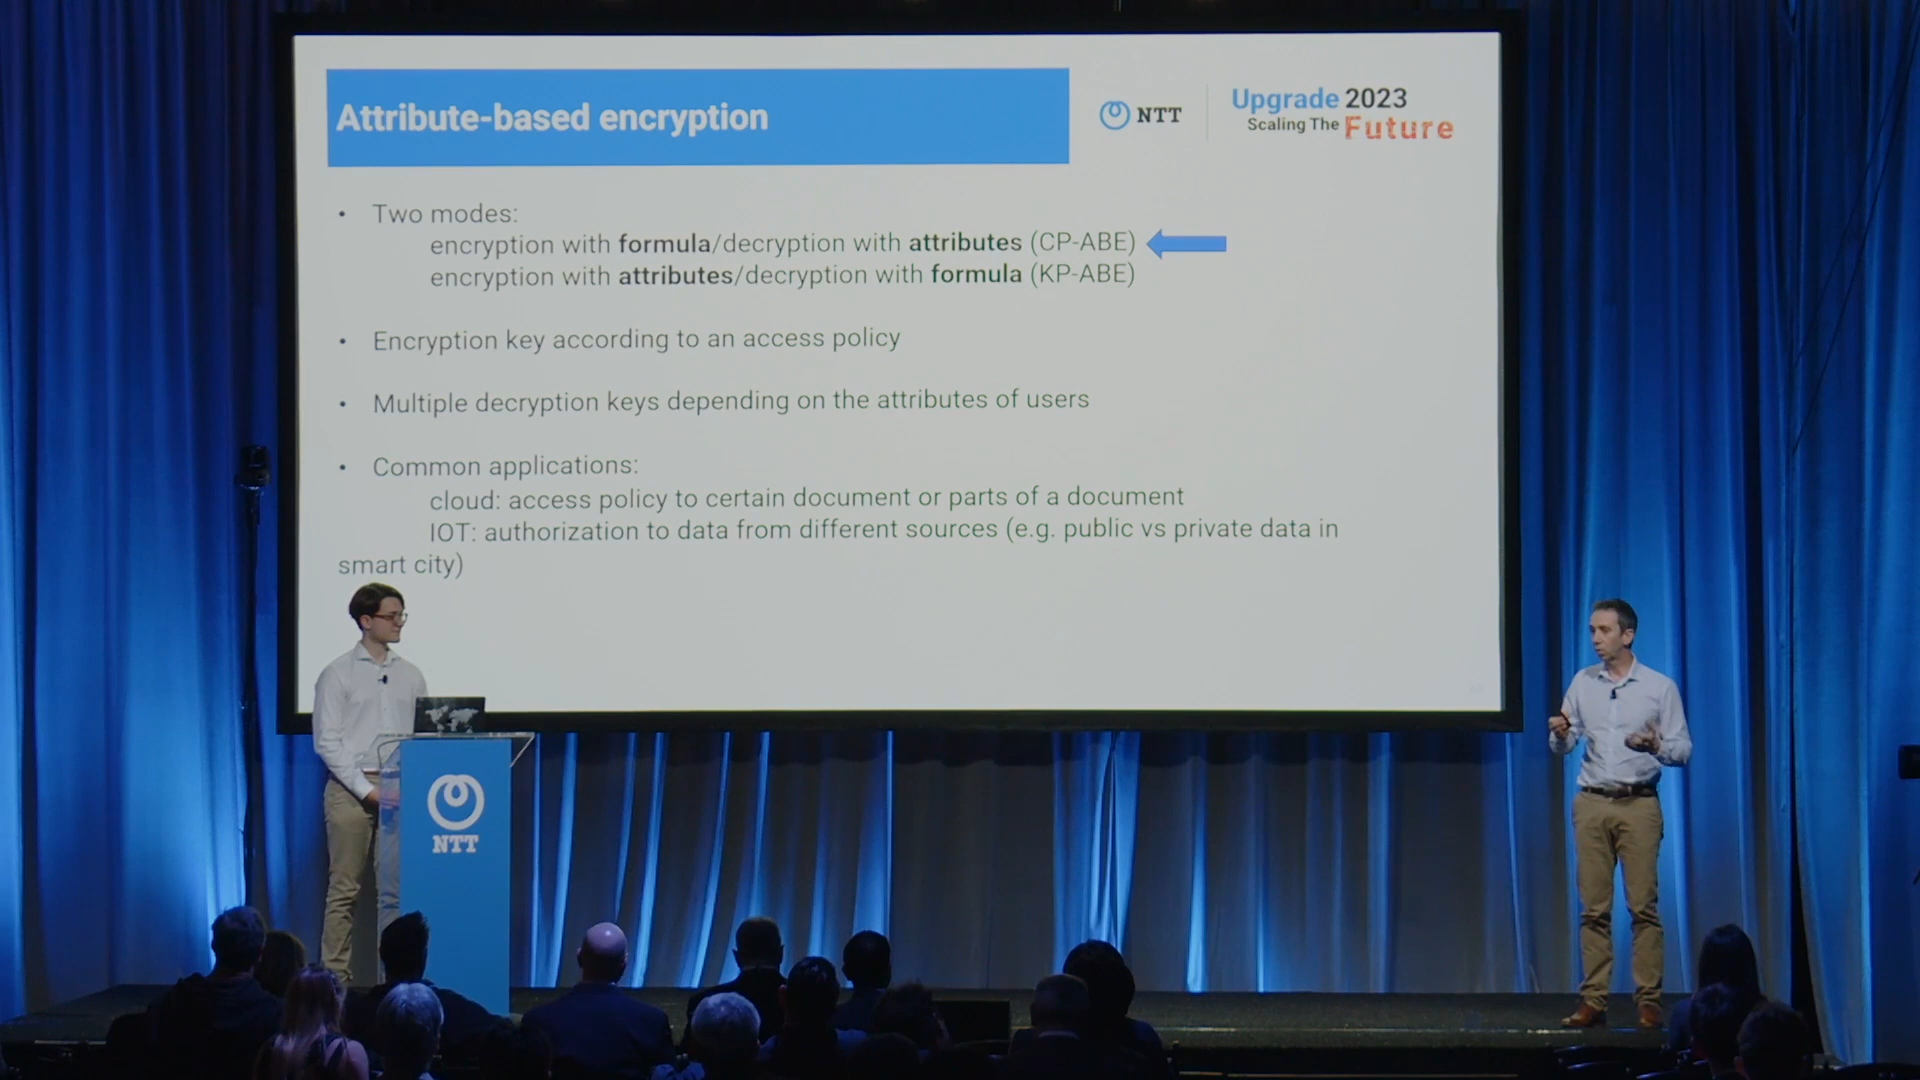 Attribute-based encryption
NTT
Upgrade 2023
Scaling The Future
• Two modes:
encryption with formula/decryption with attributes (CP-ABE)
encryption with attributes/decryption with formula (KP-ABE)
• Encryption key according to an access policy
• Multiple decryption keys depending on the attributes of users
• Common applications:
cloud: access policy to certain document or parts of a document
IOT: authorization to data from different sources (e.g. public vs private data in
smart city)
NTT